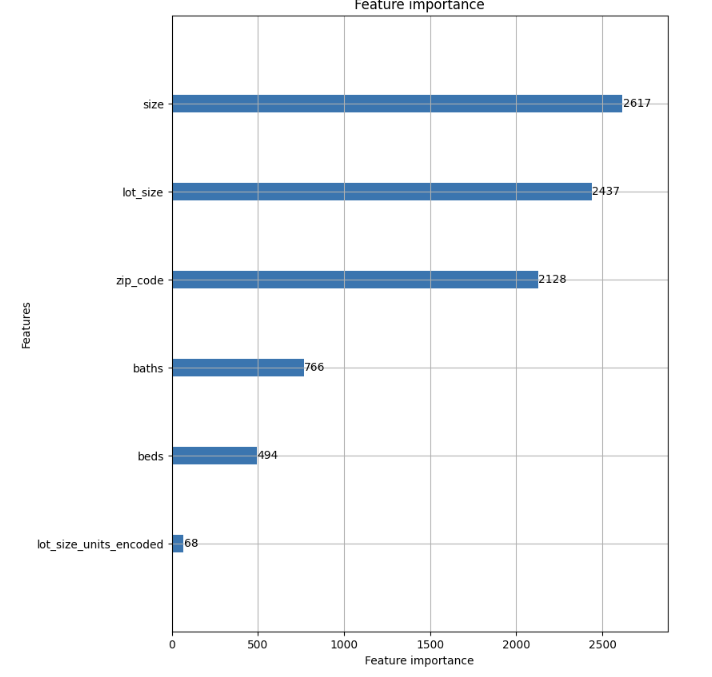 Feature importance
size
2617
lot_size
2437
zip_code
2128
Features
baths
766
beds
494
lot_size_units_encoded
68
0 500 1000 1500 2000 2500
Feature importance